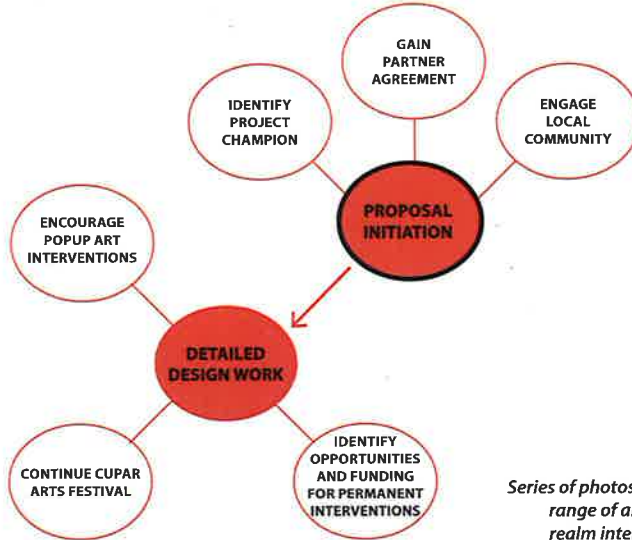 GAIN
PARTNER
AGREEMENT
IDENTIFY
PROJECT
CHAMPION
ENGAGE
LOCAL
COMMUNITY
PROPOSAL
INITIATION
ENCOURAGE
POPUP ART
INTERVENTIONS
DETAILED
DESIGN WORK
CONTINUE CUPAR
ARTS FESTIVAL
IDENTIFY
OPPORTUNITIES
AND FUNDING
FOR PERMANENT
INTERVENTIONS
Series of photos
range of
realm